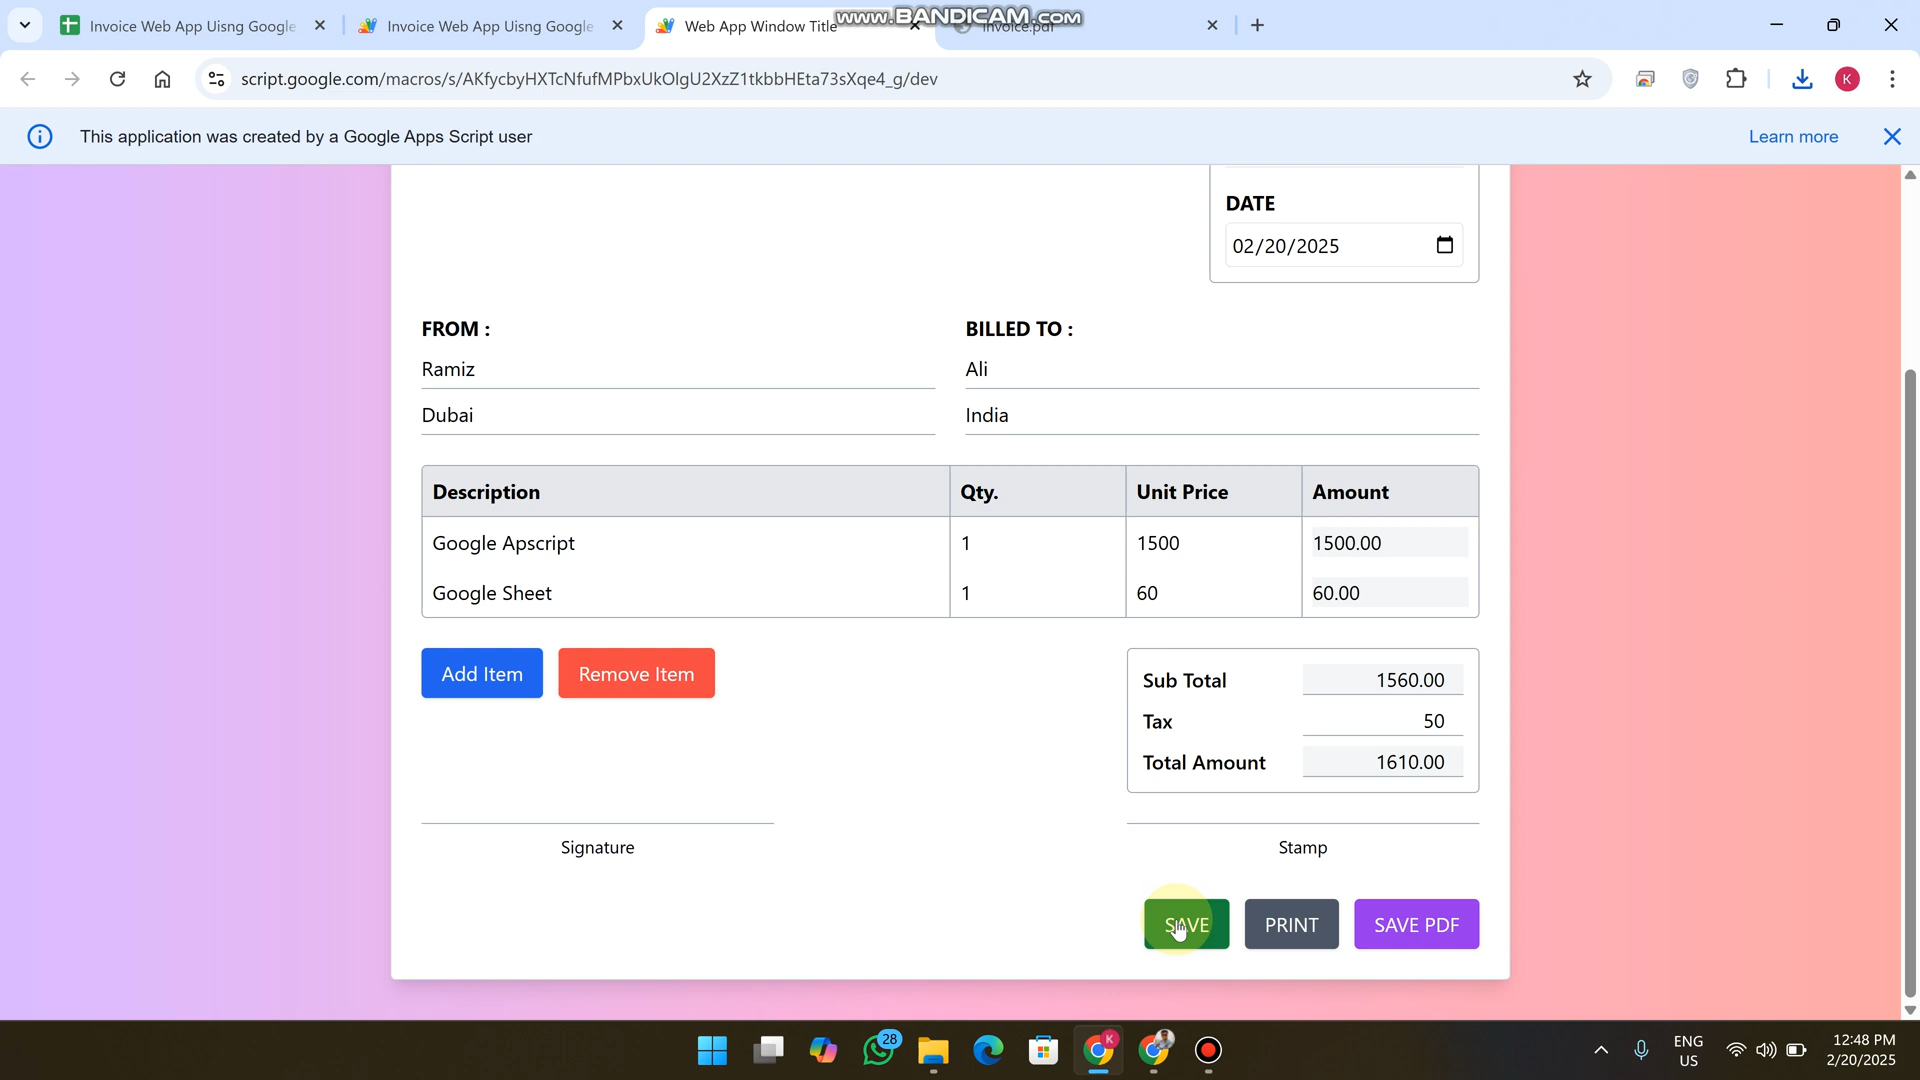 Invoice Web App Uisng Google
Invoice Web App Uisng Google
Web App Window Title
invoice.pdf
www.BANDICAM.com
script.google.com/macros/s/AKfycbyHXTcNfufMPbxUkOlgU2XzZ1tkbbHEta73sXqe4_g/dev
K
This application was created by a Google Apps Script user
Learn more
DATE
02/20/2025
FROM :
BILLED TO :
Ramiz
Ali
Dubai
India
Description Qty. Unit Price Amount
Google Apscript 1 1500 1500.00
Google Sheet 1 60 60.00
Add Item
Remove Item
Sub Total 1560.00
Tax 50
Total Amount 1610.00
Signature
Stamp
SAVE
PRINT
SAVE PDF
28
K
ENG
US
12:48 PM
2/20/2025